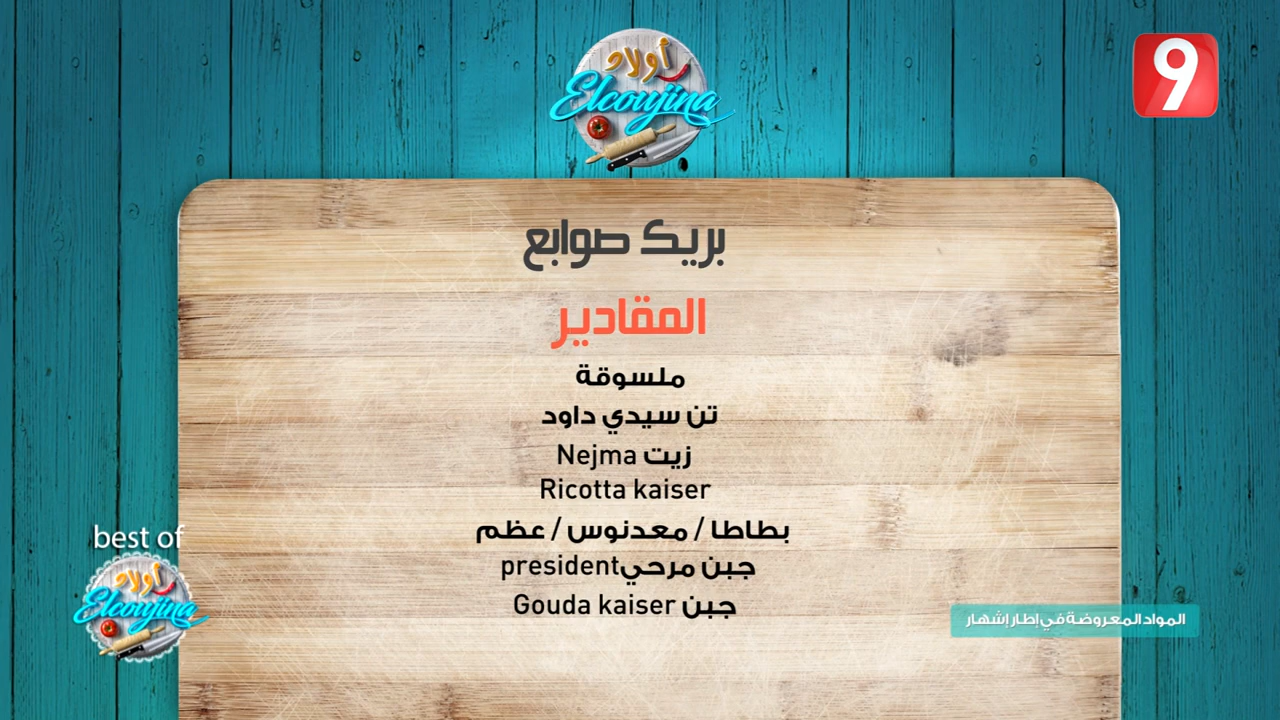 أولاد
Elcoujina
9
بريك صوابع
المقادير
ملسوقة
تن سيدي داود
زيت Nejma
Ricotta kaiser
بطاطا / معدنوس / عظم
جبن مرحيpresident
جبن Gouda kaiser
best of
أولاد
Elcoujina
المواد المعروضة في إطار إشهار